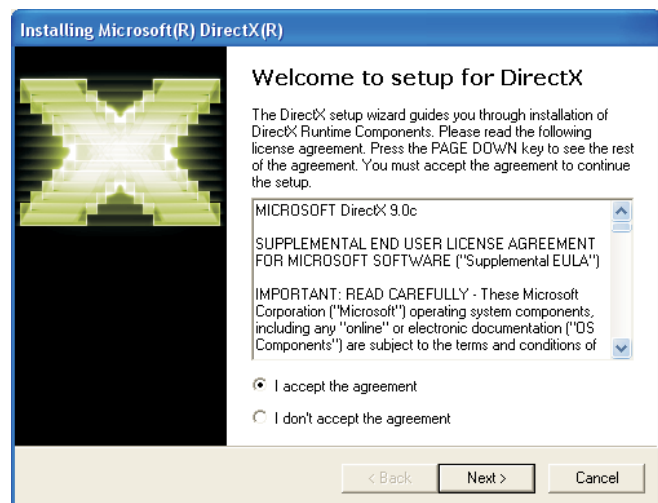 Installing Microsoft(R) DirectX(R)
Welcome to setup for DirectX
The DirectX setup wizard guides you through installation of
DirectX Runtime Components. Please read the following
license agreement. Press the PAGE DOWN key to see the rest
of the agreement. You must accept the agreement to continue
the setup.
MICROSOFT DirectX 9.0c
SUPPLEMENTAL END USER LICENSE AGREEMENT
FOR MICROSOFT SOFTWARE ("Supplemental EULA")
IMPORTANT: READ CAREFULLY - These Microsoft
Corporation ("Microsoft") operating system components,
including any "online" or electronic documentation ("OS
Components") are subject to the terms and conditions of
I accept the agreement
I don't accept the agreement
< Back Next > Cancel